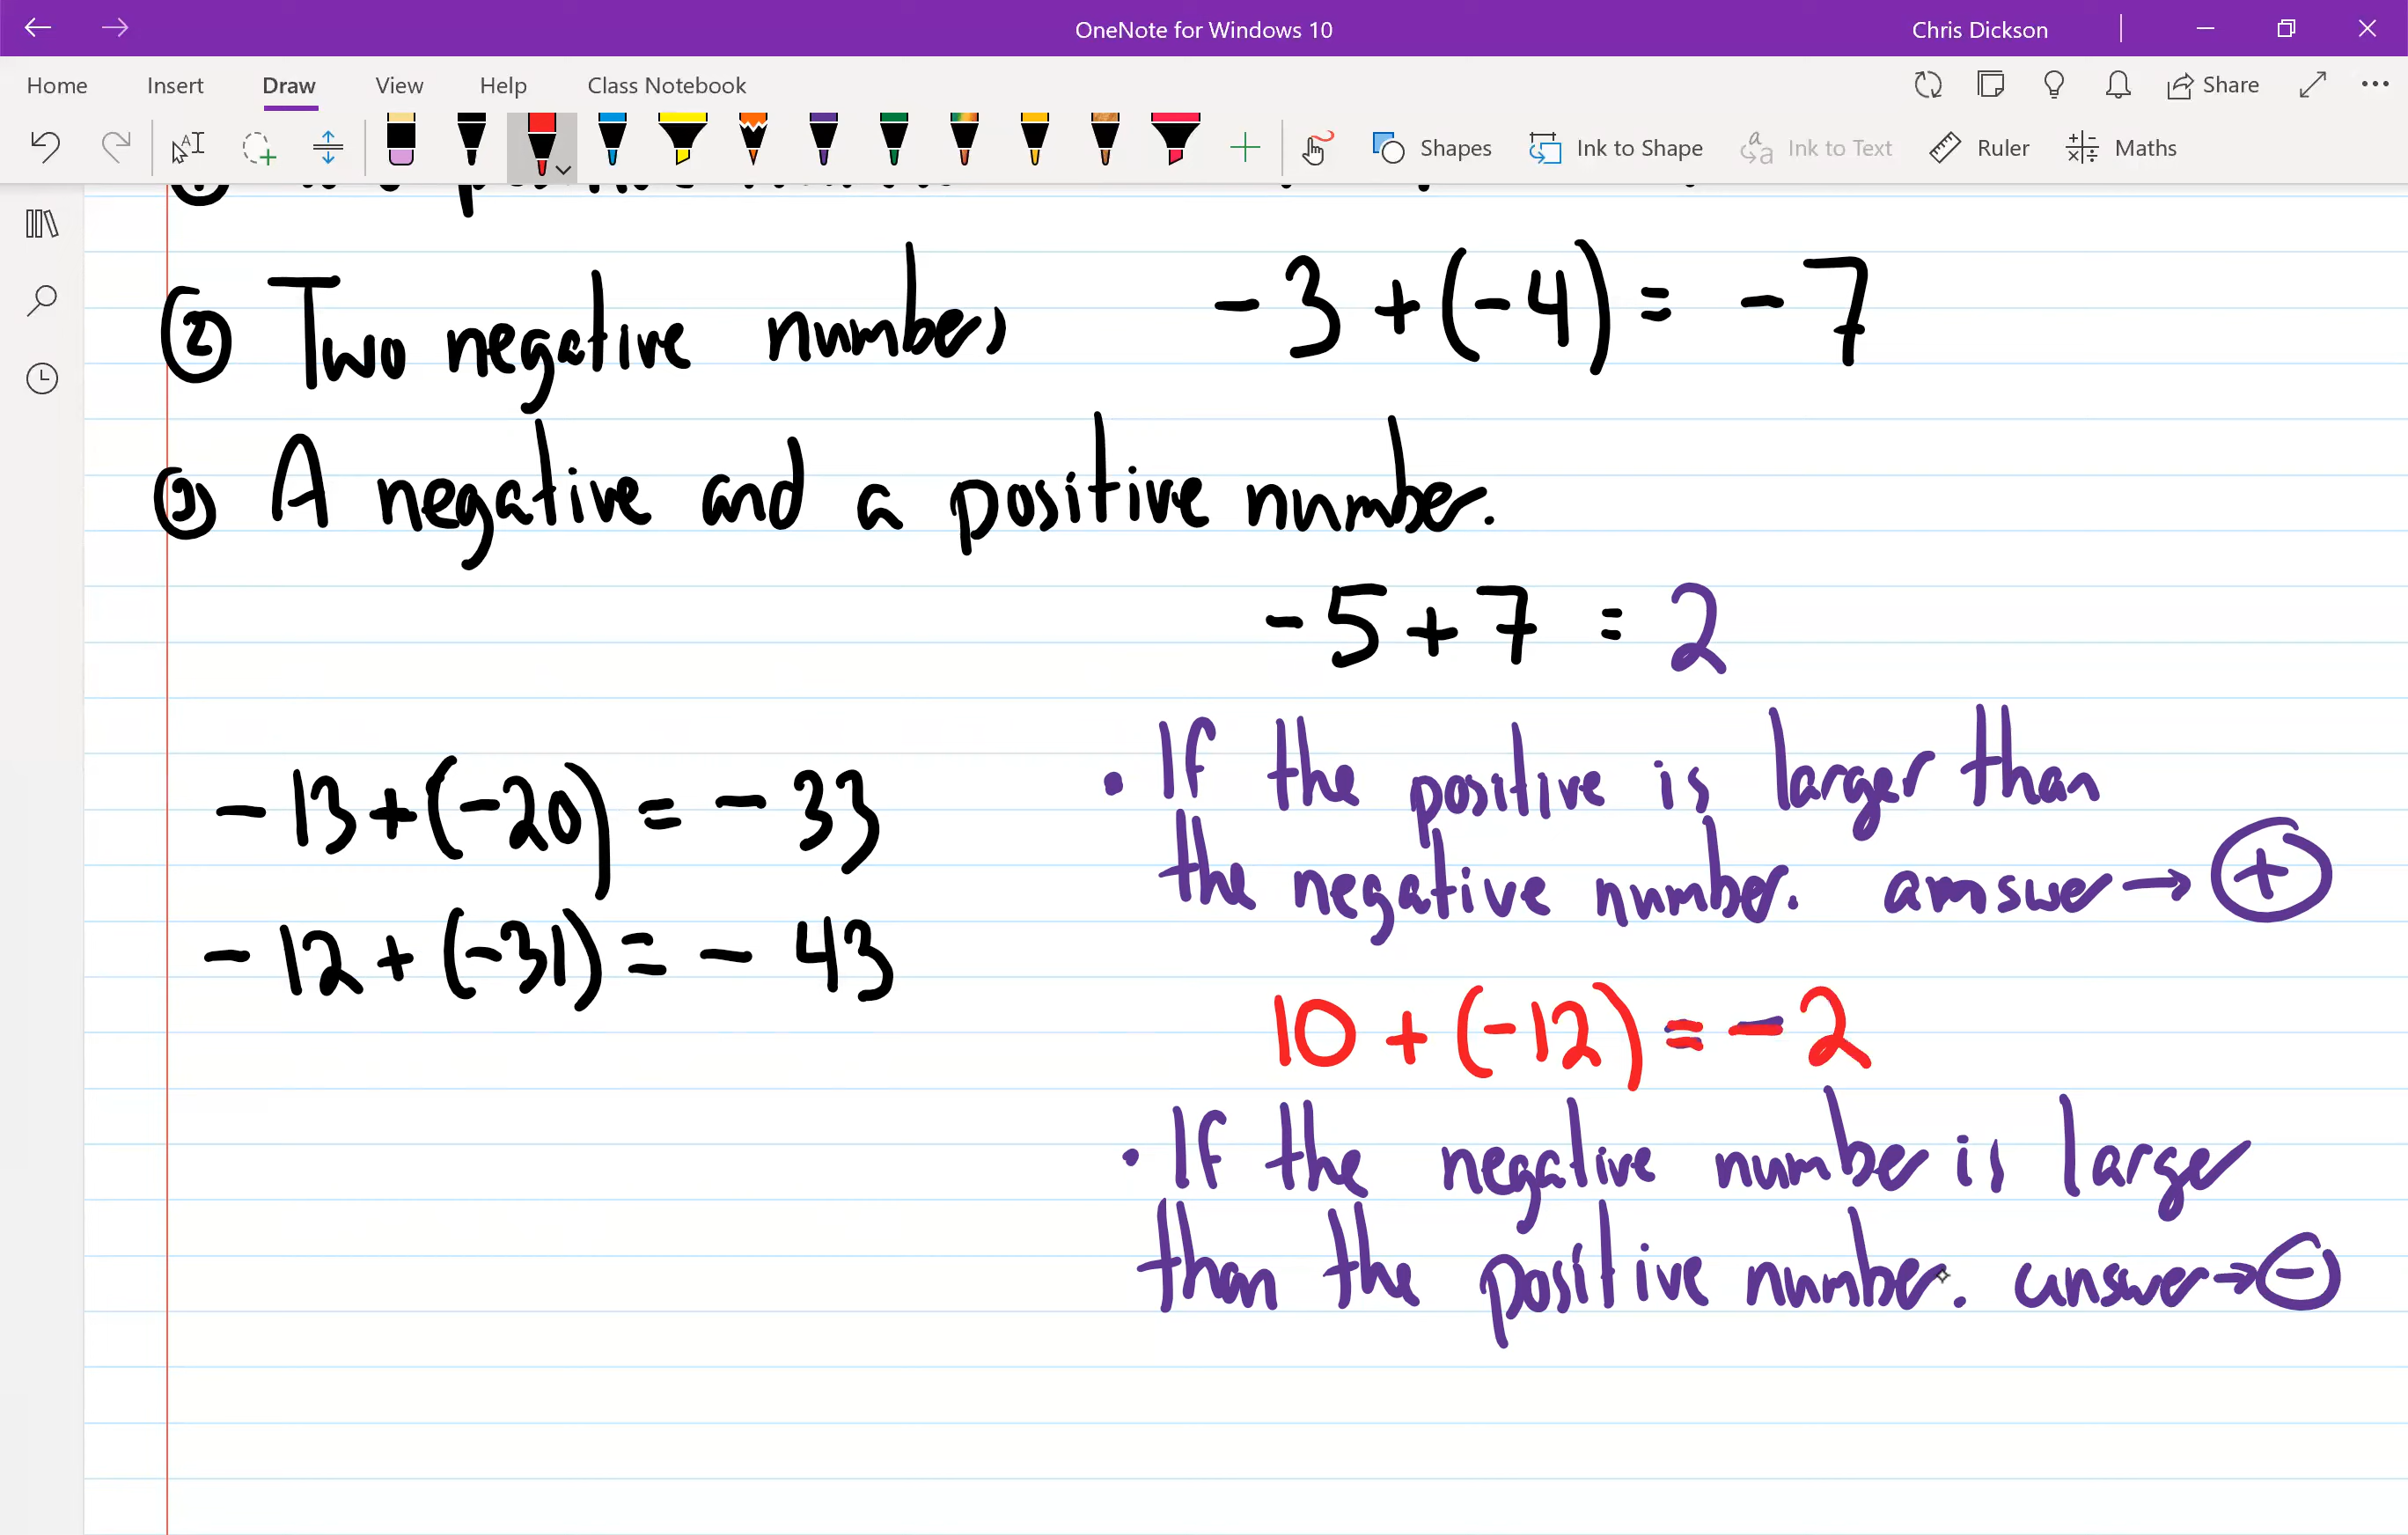 OneNote for Windows 10
Chris Dickson
Home Insert Draw View Help Class Notebook
Share
Shapes Ink to Shape Ink to Text Ruler Maths
② Two negative numbers -3 + (-4) = -7
③ A negative and a positive number.
-5 + 7 = 2
-13 + (-20) = -33
-12 + (-31) = -43
• If the positive is larger than
the negative number. amswer → ⊕
10 + (-12) = -2
• If the negative number is large
than the positive number. answer → ⊖